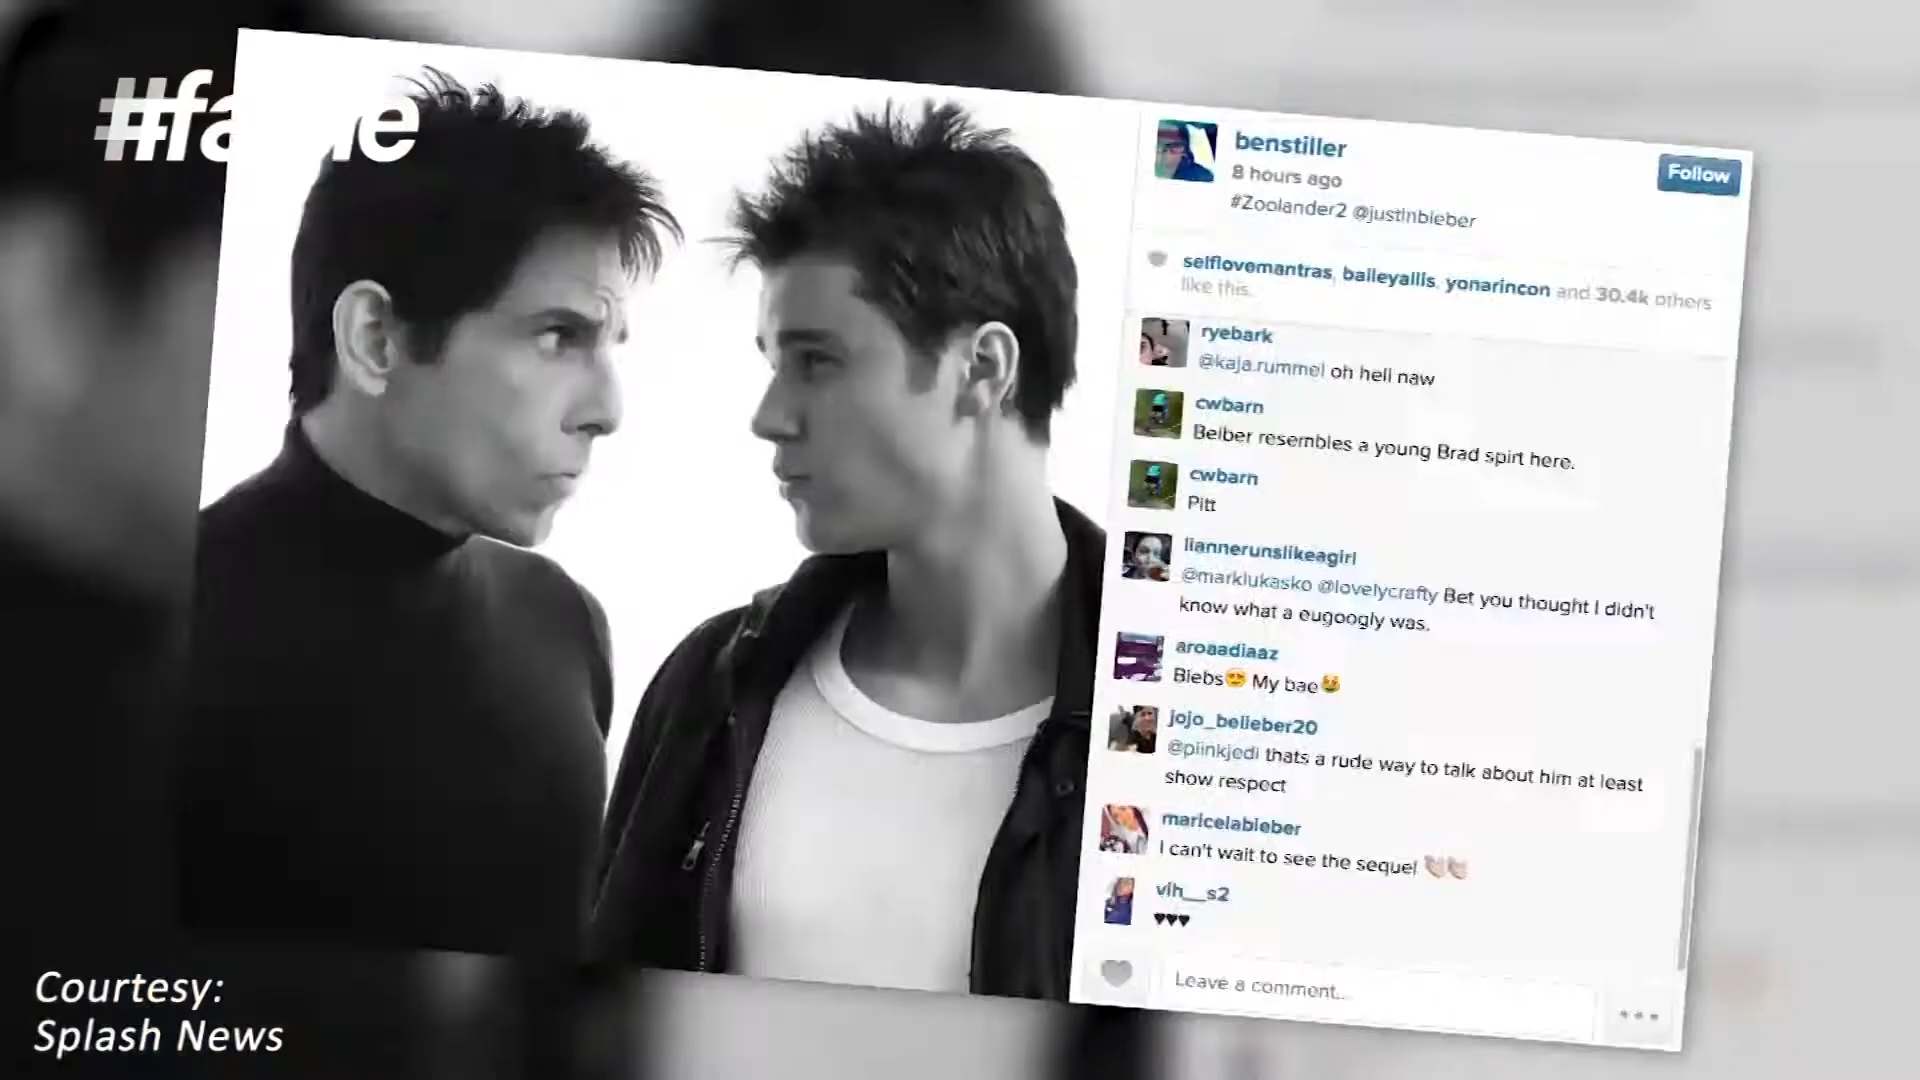 #fame
benstiller
Follow
8 hours ago
#Zoolander2 @justinbieber
selflovemantras, baileyallis, yonarincon and 30.4k others
like this.
ryebark
@kaja.rummel oh hell naw
cwbarn
Beiber resembles a young Brad spirt here.
cwbarn
Pitt
liannerunslikeagirl
@marklukasko @lovelycrafty Bet you thought I didn't
know what a eugoogly was.
aroaadiaaz
Biebs😍 My bae😻
jojo_belieber20
@piinkjedi thats a rude way to talk about him at least
show respect
maricelabieber
I can't wait to see the sequel 👏👏
vih__s2
♥♥♥
Leave a comment...
Courtesy:
Splash News